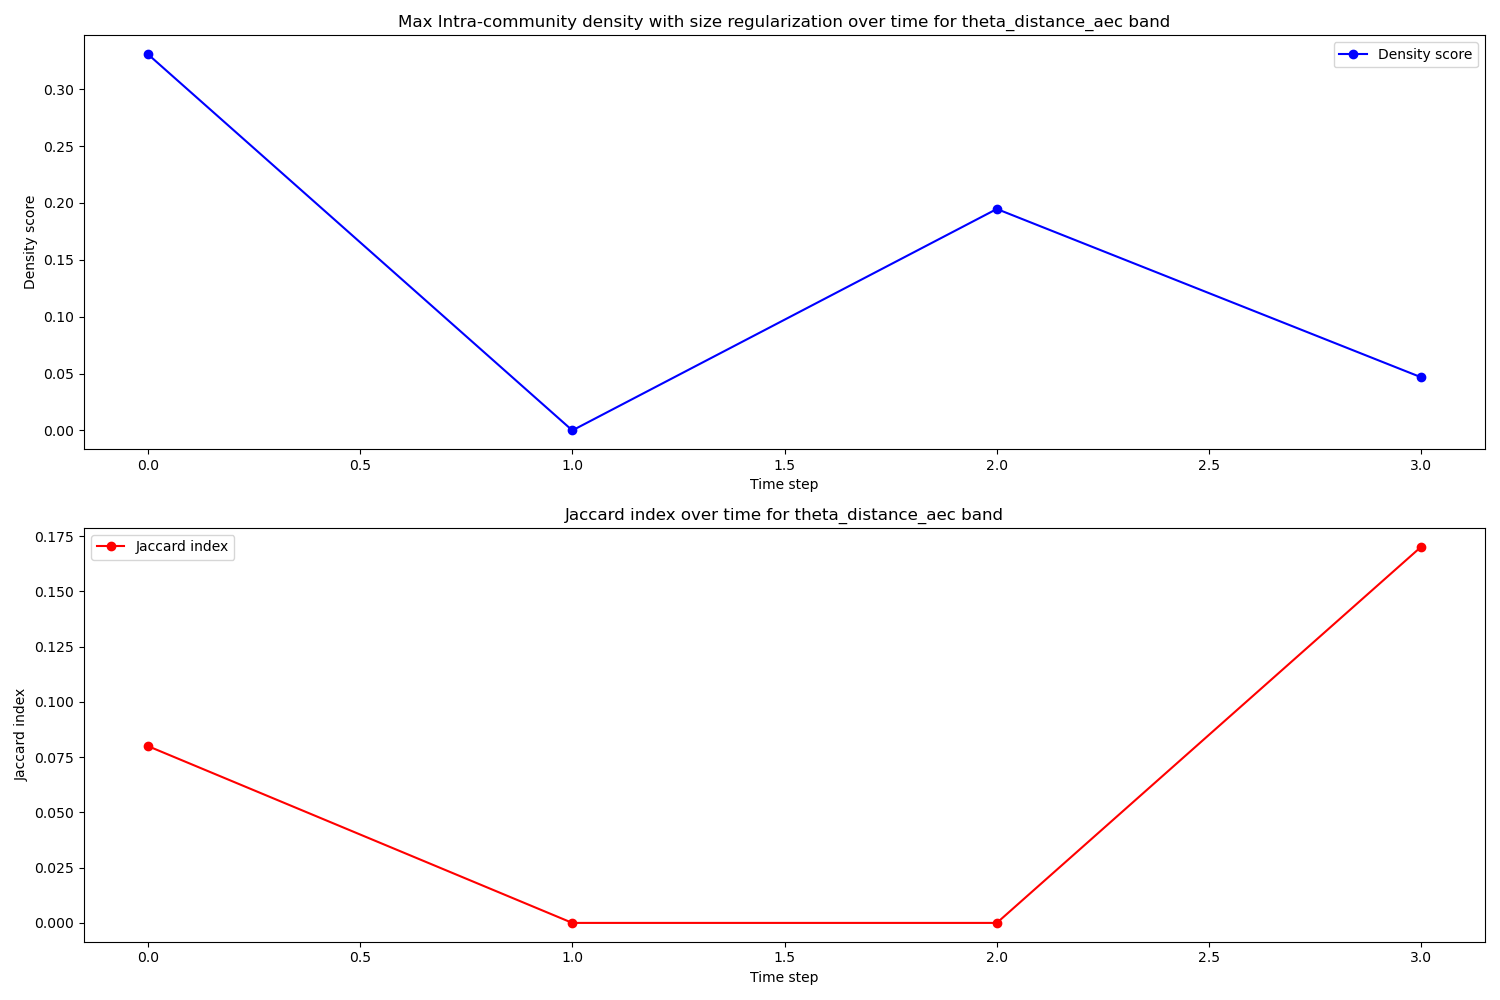 Max Intra-community density with size regularization over time for theta_distance_aec band
Density score
0.30
0.25
0.20
0.15
0.10
0.05
0.00
Density score
0.0 0.5 1.0 1.5 2.0 2.5 3.0
Time step
Jaccard index over time for theta_distance_aec band
Jaccard index
0.175
0.150
0.125
0.100
0.075
0.050
0.025
0.000
Jaccard index
0.0 0.5 1.0 1.5 2.0 2.5 3.0
Time step